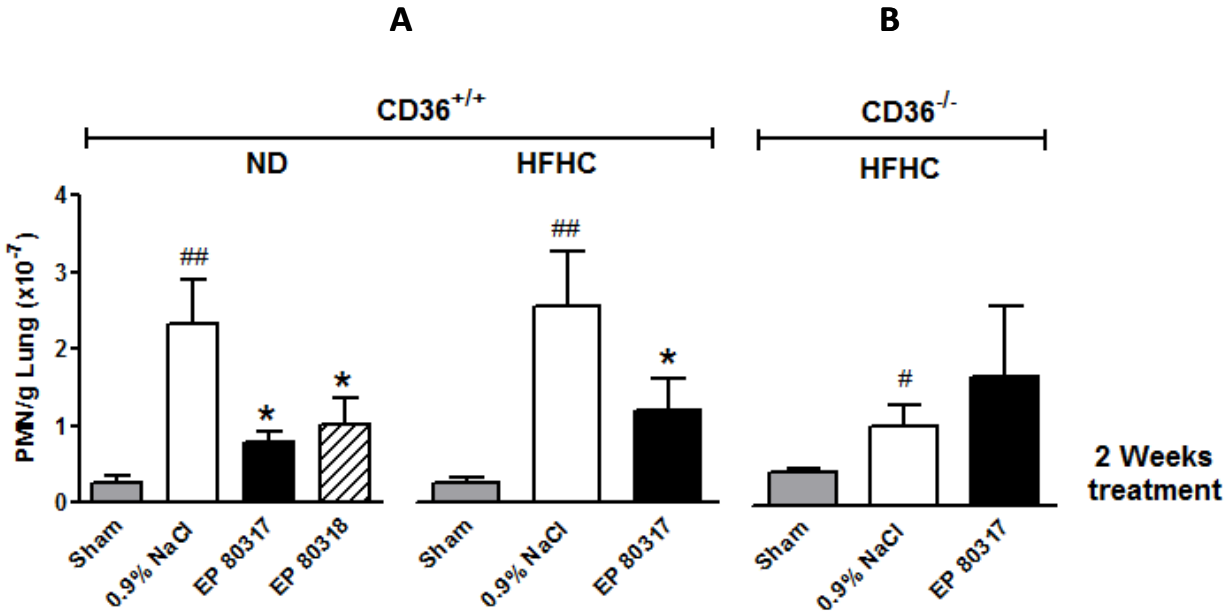 A
B
CD36+/+
CD36-/-
ND
HFHC
HFHC
PMN/g Lung (x10-7)
4
3
2
1
0
##
*
*
##
*
#
Sham
0.9% NaCl
EP 80317
EP 80318
Sham
0.9% NaCl
EP 80317
Sham
0.9% NaCl
EP 80317
2 Weeks
treatment